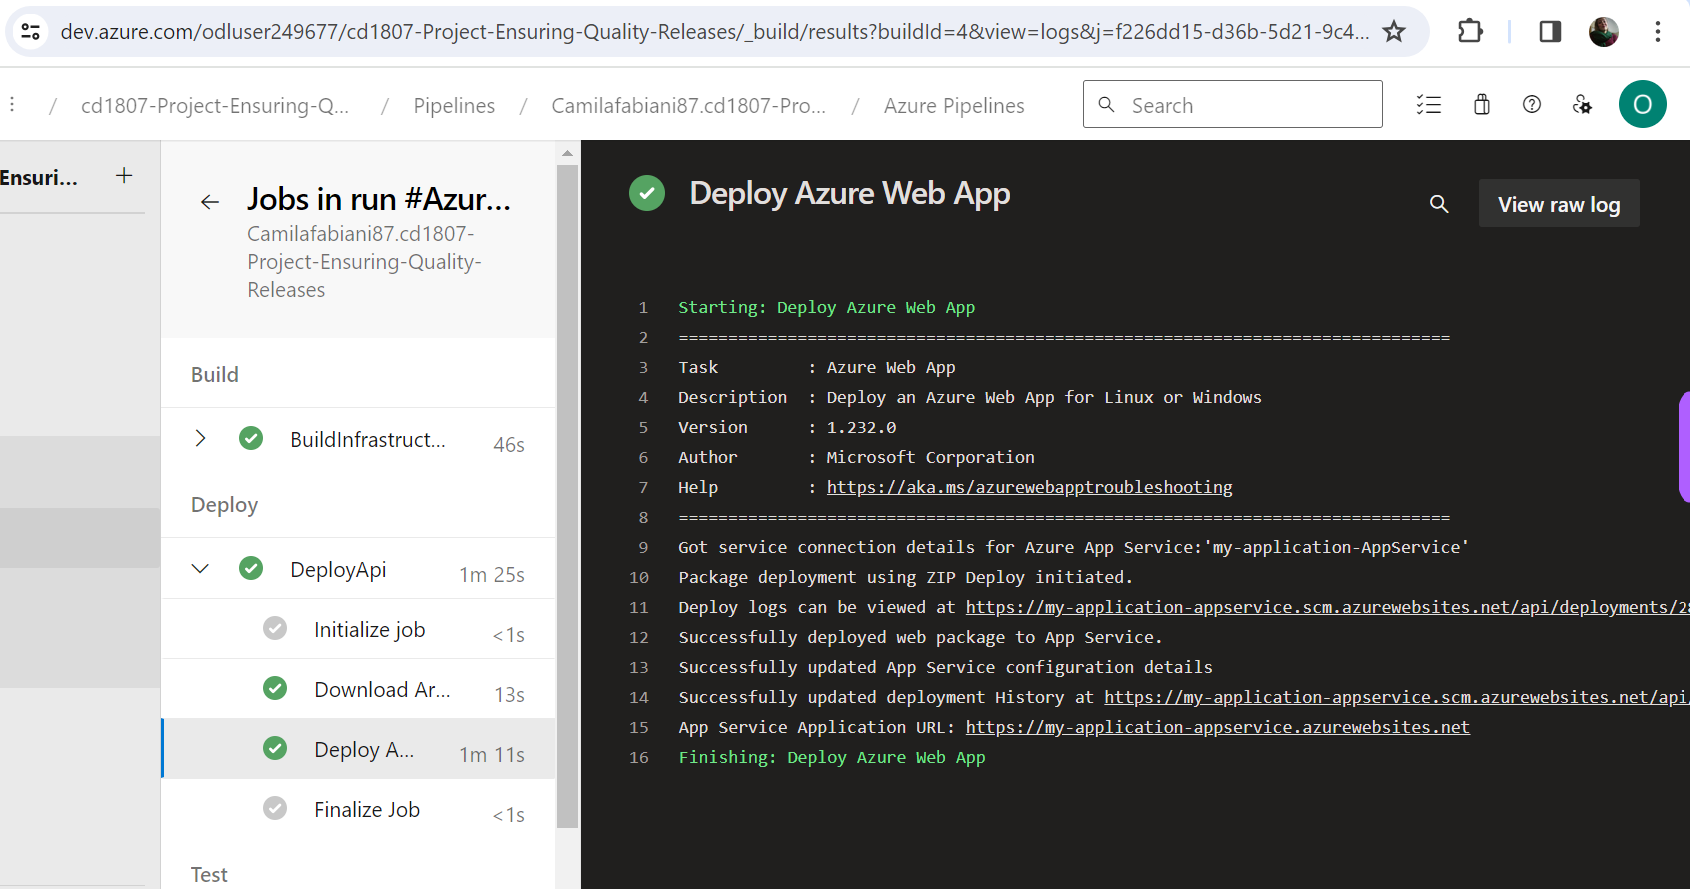 dev.azure.com/odluser249677/cd1807-Project-Ensuring-Quality-Releases/_build/results?buildId=4&view=logs&j=f226dd15-d36b-5d21-9c4...
/ cd1807-Project-Ensuring-Q... / Pipelines / Camilafabiani87.cd1807-Pro... / Azure Pipelines
Search
O
Ensuri... +
Jobs in run #Azur...
Camilafabiani87.cd1807-
Project-Ensuring-Quality-
Releases
Build
BuildInfrastruct... 46s
Deploy
DeployApi 1m 25s
Initialize job <1s
Download Ar... 13s
Deploy A... 1m 11s
Finalize Job <1s
Test
Deploy Azure Web App
View raw log
1 Starting: Deploy Azure Web App
2 ==============================================================================
3 Task : Azure Web App
4 Description : Deploy an Azure Web App for Linux or Windows
5 Version : 1.232.0
6 Author : Microsoft Corporation
7 Help : https://aka.ms/azurewebapptroubleshooting
8 ==============================================================================
9 Got service connection details for Azure App Service:'my-application-AppService'
10 Package deployment using ZIP Deploy initiated.
11 Deploy logs can be viewed at https://my-application-appservice.scm.azurewebsites.net/api/deployments/28
12 Successfully deployed web package to App Service.
13 Successfully updated App Service configuration details
14 Successfully updated deployment History at https://my-application-appservice.scm.azurewebsites.net/api/
15 App Service Application URL: https://my-application-appservice.azurewebsites.net
16 Finishing: Deploy Azure Web App